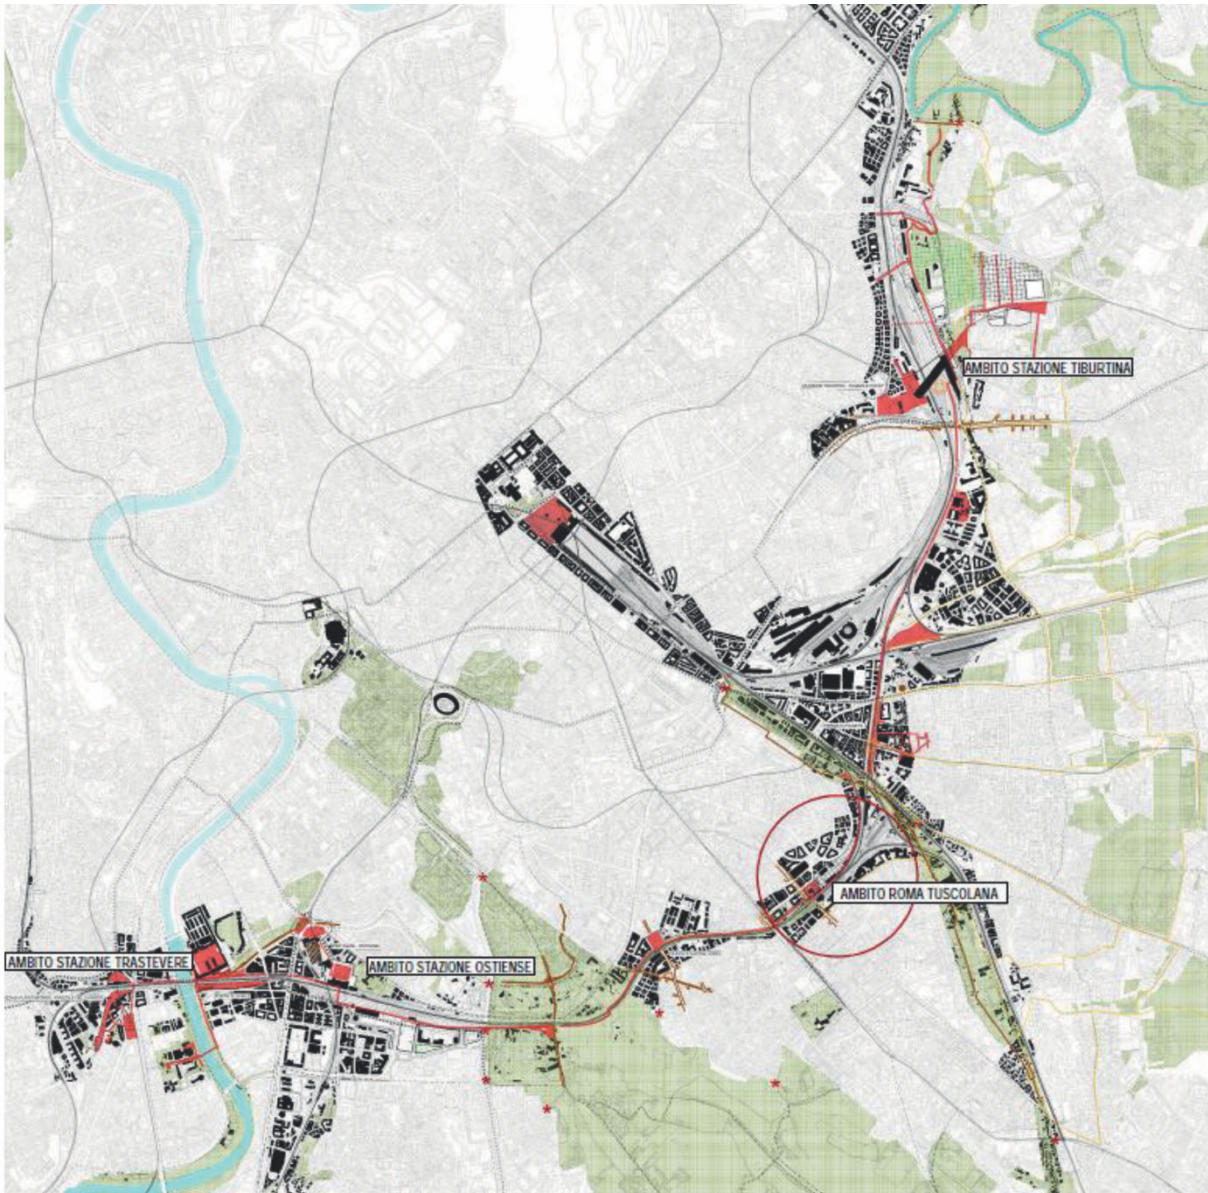 AMBITO STAZIONE TIBURTINA
AMBITO ROMA TUSCOLANA
AMBITO STAZIONE TRASTEVERE
AMBITO STAZIONE OSTIENSE